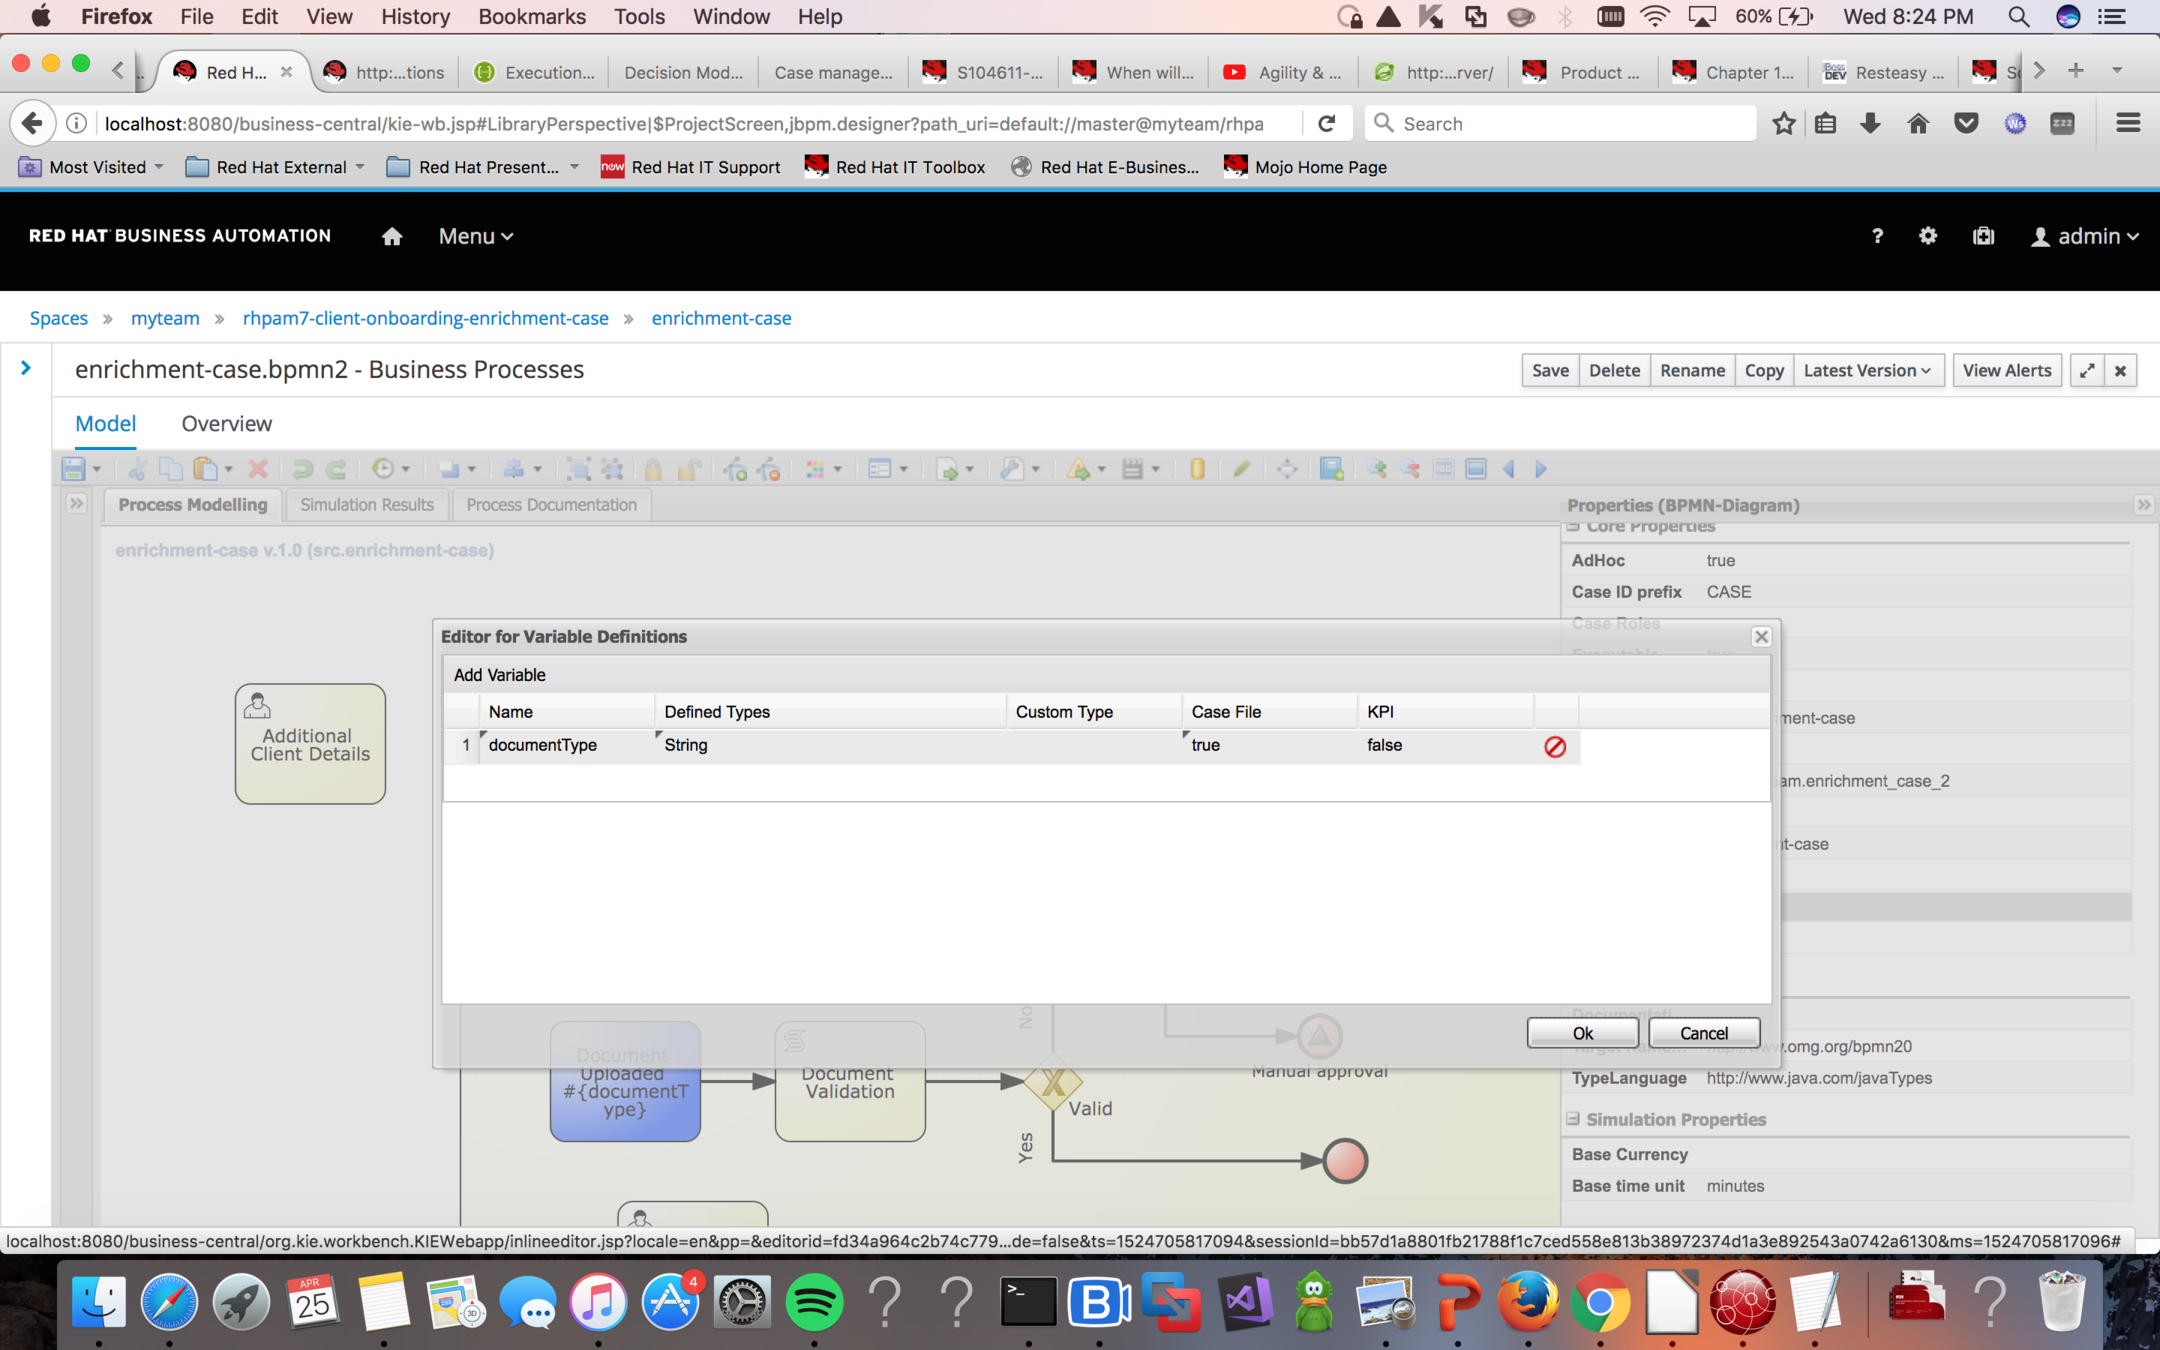 Firefox File Edit View History Bookmarks Tools Window Help 60% Wed 8:24 PM
Red H... http:...tions Execution... Decision Mod... Case manage... S104611-... When will... Agility & ... http:...rver/ Product ... Chapter 1... Resteasy ...
localhost:8080/business-central/kie-wb.jsp#LibraryPerspective|$ProjectScreen,jbpm.designer?path_uri=default://master@myteam/rhpa Search
Most Visited Red Hat External Red Hat Present... Red Hat IT Support Red Hat IT Toolbox Red Hat E-Busines... Mojo Home Page
RED HAT BUSINESS AUTOMATION Menu ? admin
Spaces » myteam » rhpam7-client-onboarding-enrichment-case » enrichment-case
enrichment-case.bpmn2 - Business Processes Save Delete Rename Copy Latest Version View Alerts
Model Overview
Process Modelling Simulation Results Process Documentation Properties (BPMN-Diagram)
Core Properties
enrichment-case v.1.0 (src.enrichment-case)
AdHoc true
Case ID prefix CASE
Case Roles
Executable true
Editor for Variable Definitions
Add Variable
Name Defined Types Custom Type Case File KPI
1 documentType String true false
Additional
Client Details
ment-case
am.enrichment_case_2
nt-case
Ok Cancel
No
Document
Uploaded
#{documentT
ype}
Document
Validation
Valid
Yes
Manual approval
Documentati
.omg.org/bpmn20
TypeLanguage http://www.java.com/javaTypes
Simulation Properties
Base Currency
Base time unit minutes
localhost:8080/business-central/org.kie.workbench.KIEWebapp/inlineeditor.jsp?locale=en&pp=&editorid=fd34a964c2b74c779...de=false&ts=1524705817094&sessionId=bb57d1a8801fb21788f1c7ced558e813b38972374d1a3e892543a0742a6130&ms=1524705817096#
APR
25
4